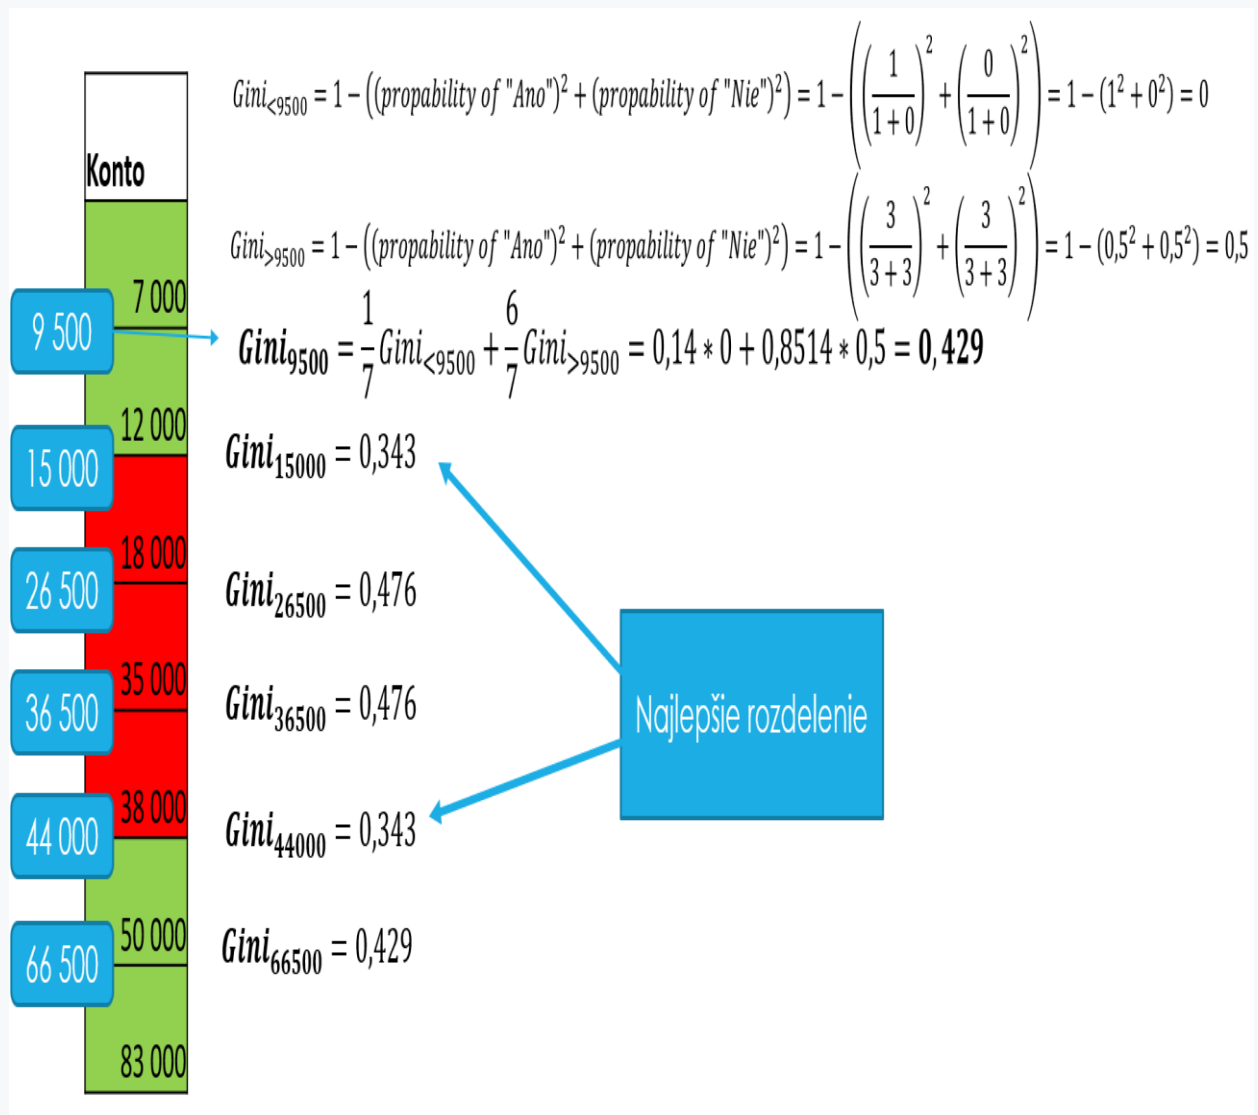 Gini<9500 = 1 − ((propability of "Ano")² + (propability of "Nie")²) = 1 − ((1/(1 + 0))² + (0/(1 + 0))²) = 1 − (1² + 0²) = 0
Konto
Gini>9500 = 1 − ((propability of "Ano")² + (propability of "Nie")²) = 1 − ((3/(3 + 3))² + (3/(3 + 3))²) = 1 − (0,5² + 0,5²) = 0,5
7 000
9 500
Gini9500 = 1/7 Gini<9500 + 6/7 Gini>9500 = 0,14 * 0 + 0,8514 * 0,5 = 0,429
12 000
15 000
Gini15000 = 0,343
18 000
26 500
Gini26500 = 0,476
35 000
36 500
Gini36500 = 0,476
Najlepšie rozdelenie
38 000
44 000
Gini44000 = 0,343
50 000
66 500
Gini66500 = 0,429
83 000